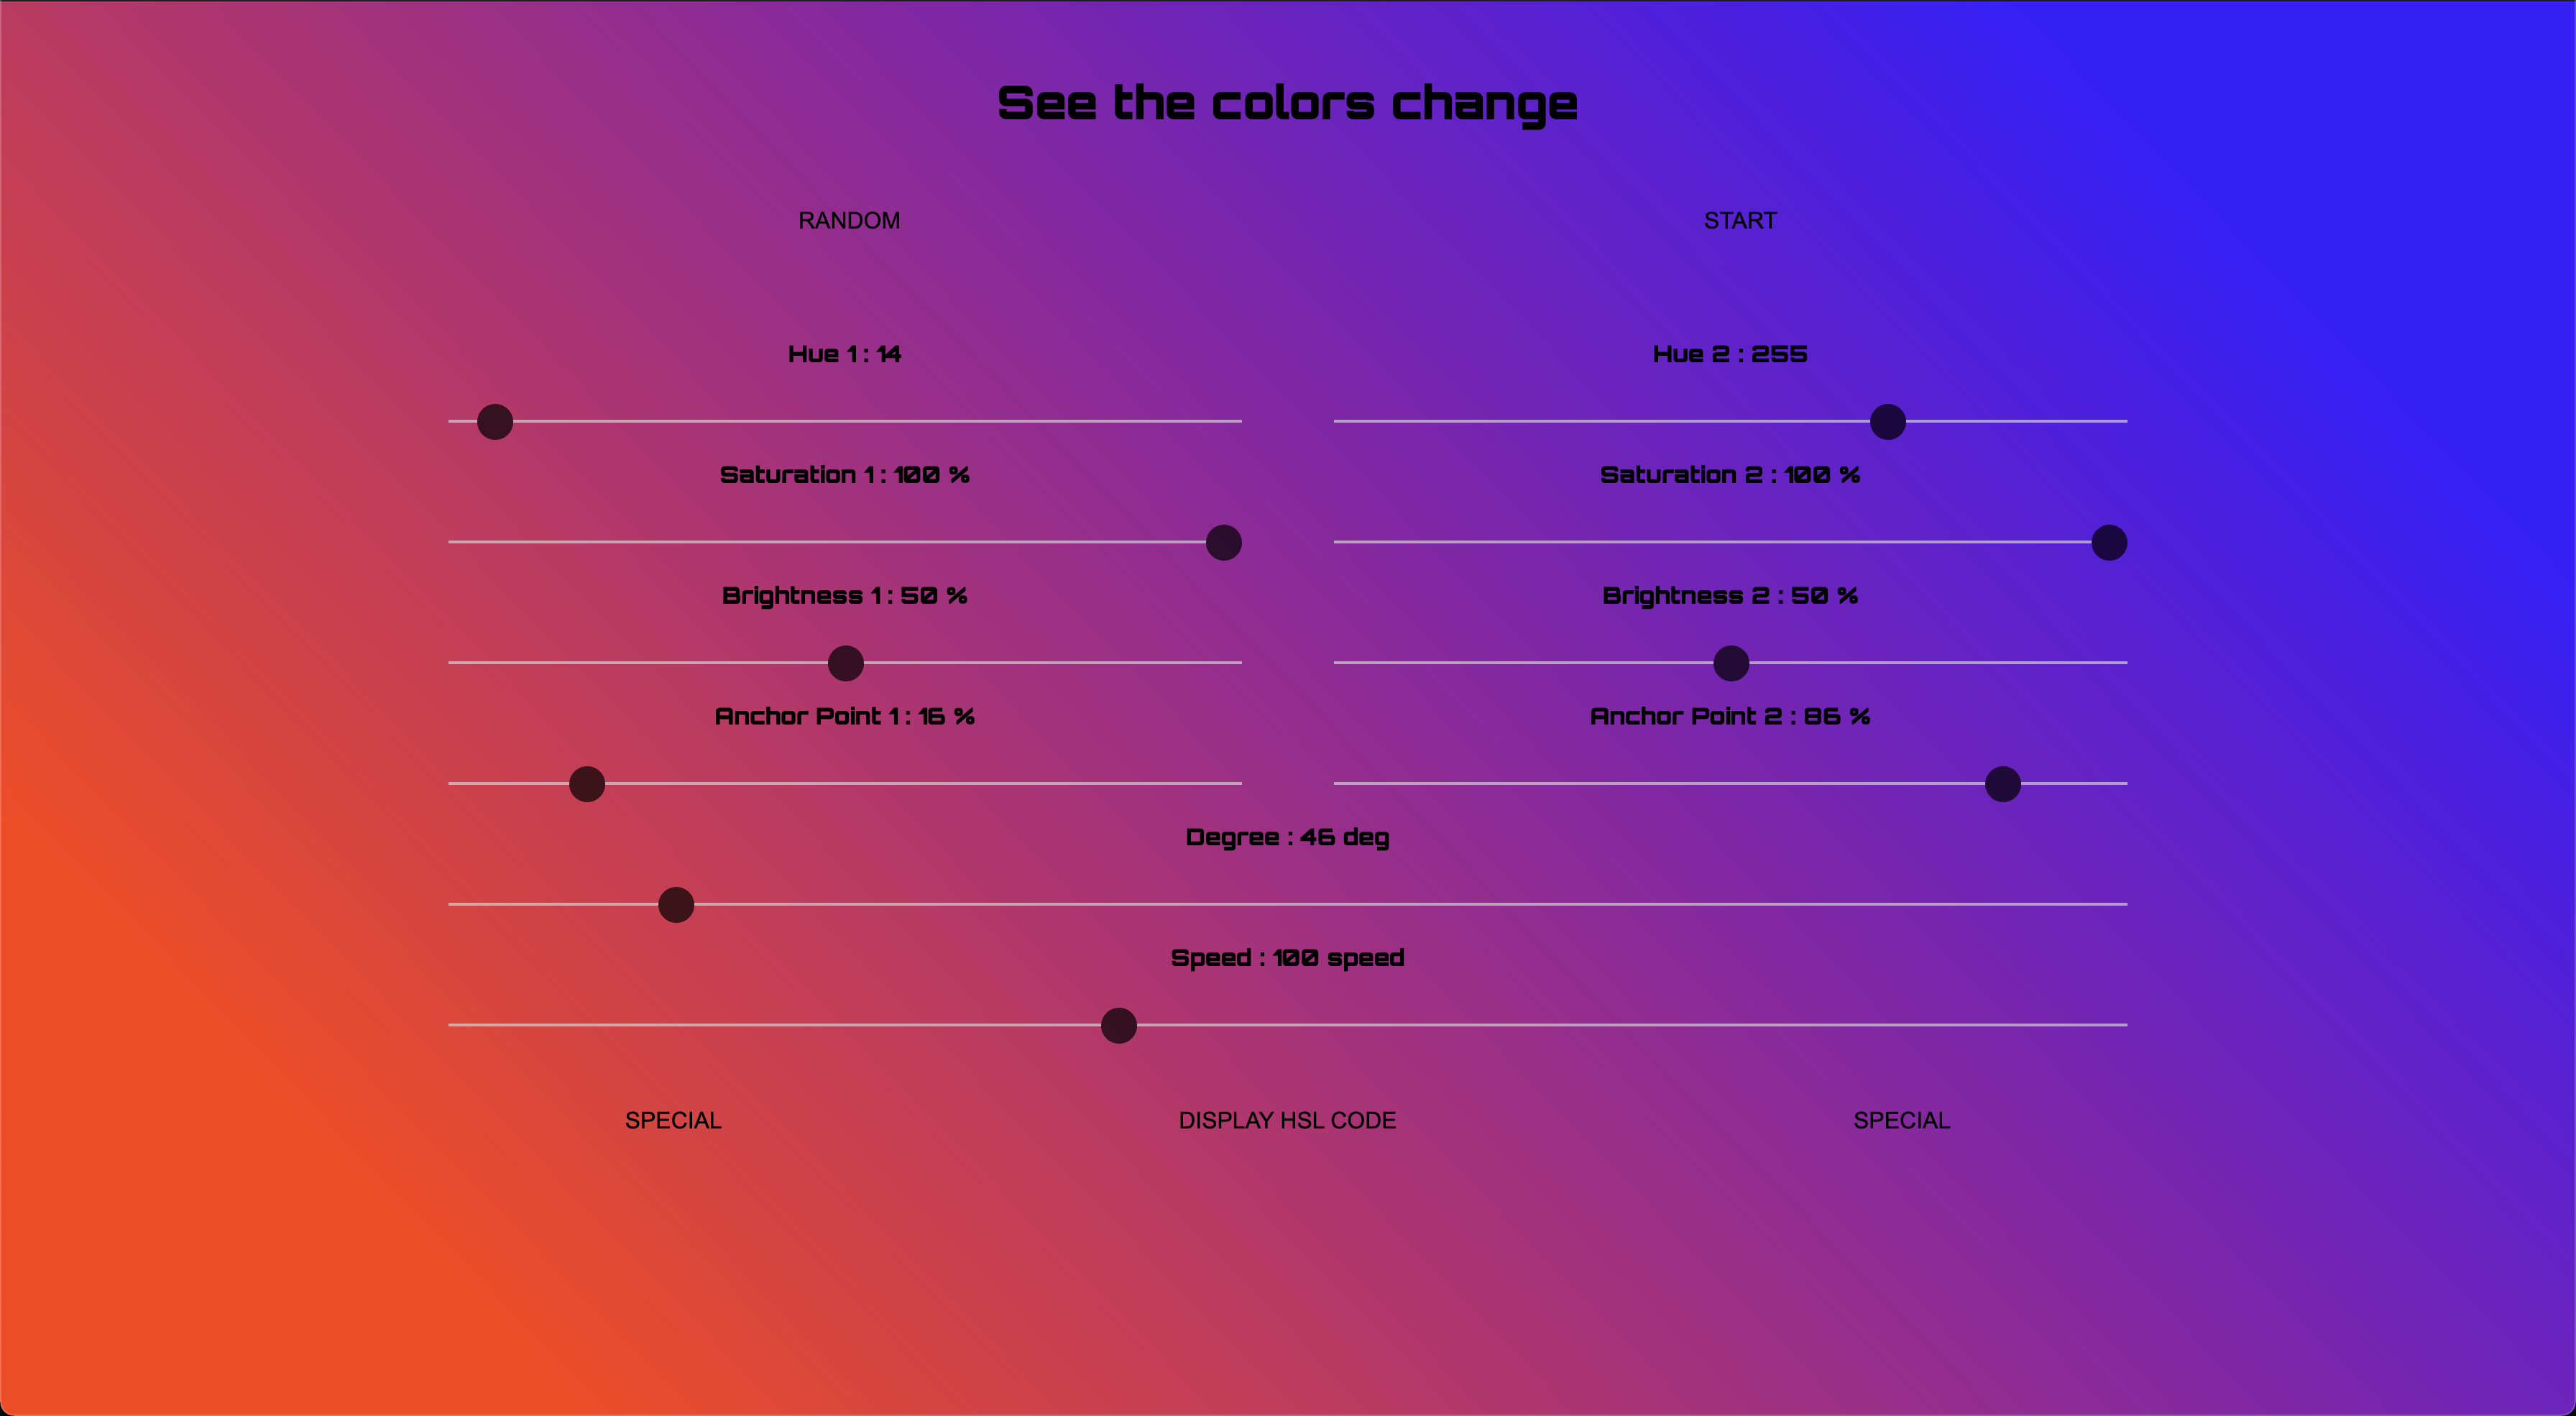 See the colors change
RANDOM
START
Hue 1 : 14
Hue 2 : 255
Saturation 1 : 100 %
Saturation 2 : 100 %
Brightness 1 : 50 %
Brightness 2 : 50 %
Anchor Point 1 : 16 %
Anchor Point 2 : 86 %
Degree : 46 deg
Speed : 100 speed
SPECIAL
DISPLAY HSL CODE
SPECIAL